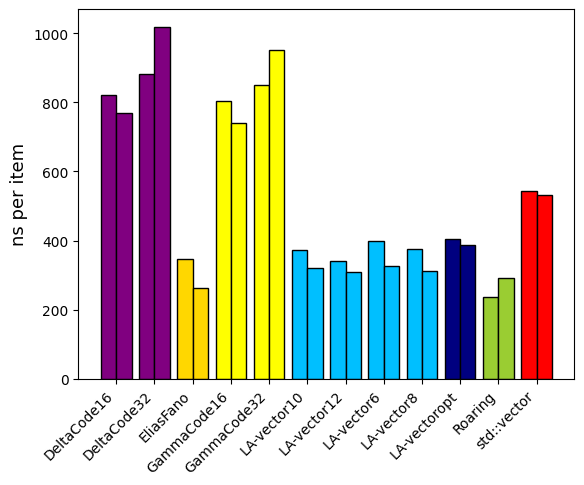 1000
800
600
400
200
0
ns per item
DeltaCode16
DeltaCode32
EliasFano
GammaCode16
GammaCode32
LA-vector10
LA-vector12
LA-vector6
LA-vector8
LA-vectoropt
Roaring
std::vector